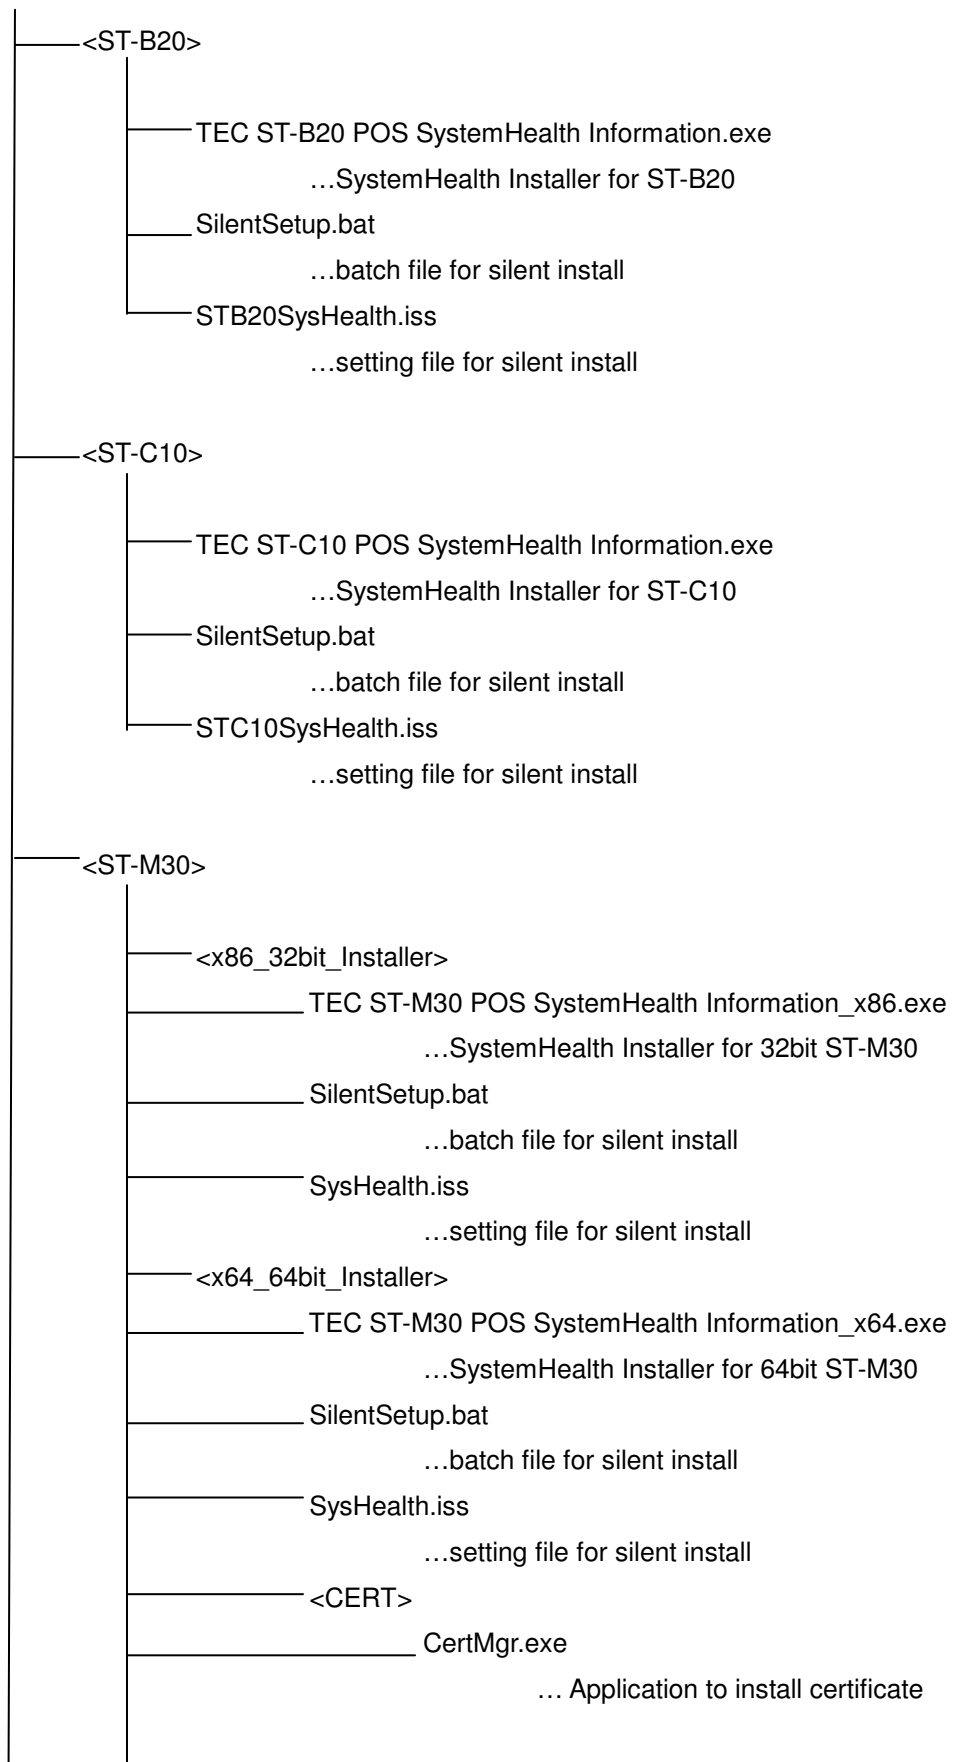 <ST-B20>
TEC ST-B20 POS SystemHealth Information.exe
…SystemHealth Installer for ST-B20
SilentSetup.bat
…batch file for silent install
STB20SysHealth.iss
…setting file for silent install
<ST-C10>
TEC ST-C10 POS SystemHealth Information.exe
…SystemHealth Installer for ST-C10
SilentSetup.bat
…batch file for silent install
STC10SysHealth.iss
…setting file for silent install
<ST-M30>
<x86_32bit_Installer>
TEC ST-M30 POS SystemHealth Information_x86.exe
…SystemHealth Installer for 32bit ST-M30
SilentSetup.bat
…batch file for silent install
SysHealth.iss
…setting file for silent install
<x64_64bit_Installer>
TEC ST-M30 POS SystemHealth Information_x64.exe
…SystemHealth Installer for 64bit ST-M30
SilentSetup.bat
…batch file for silent install
SysHealth.iss
…setting file for silent install
<CERT>
CertMgr.exe
… Application to install certificate